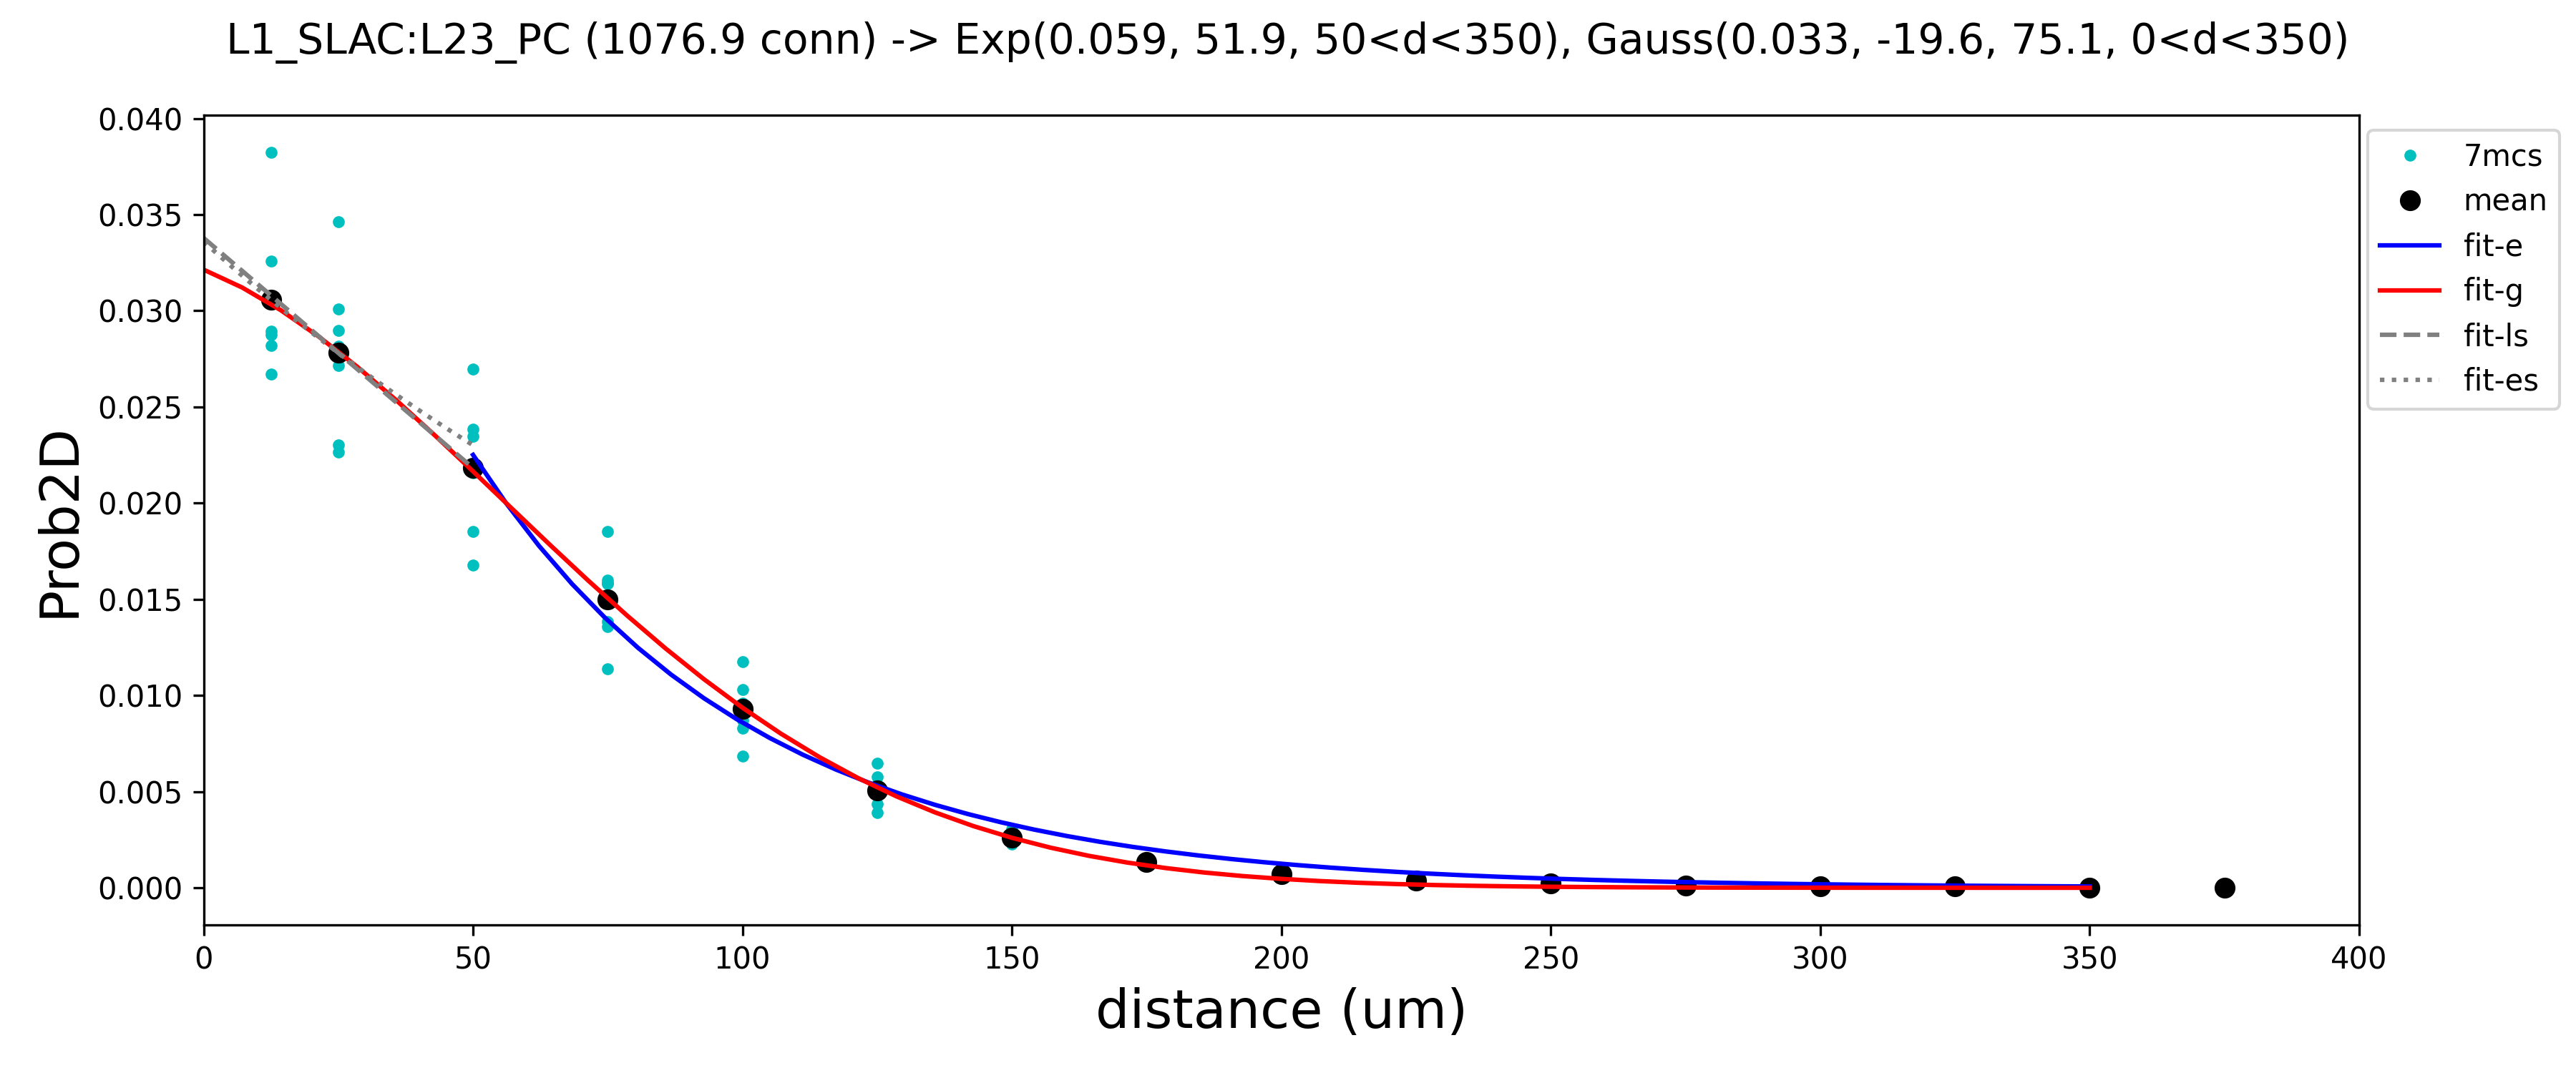 L1_SLAC:L23_PC (1076.9 conn) -> Exp(0.059, 51.9, 50<d<350), Gauss(0.033, -19.6, 75.1, 0<d<350)
0.040
0.035
0.030
0.025
0.020
0.015
0.010
0.005
0.000
Prob2D
0 50 100 150 200 250 300 350 400
distance (um)
7mcs
mean
fit-e
fit-g
fit-ls
fit-es